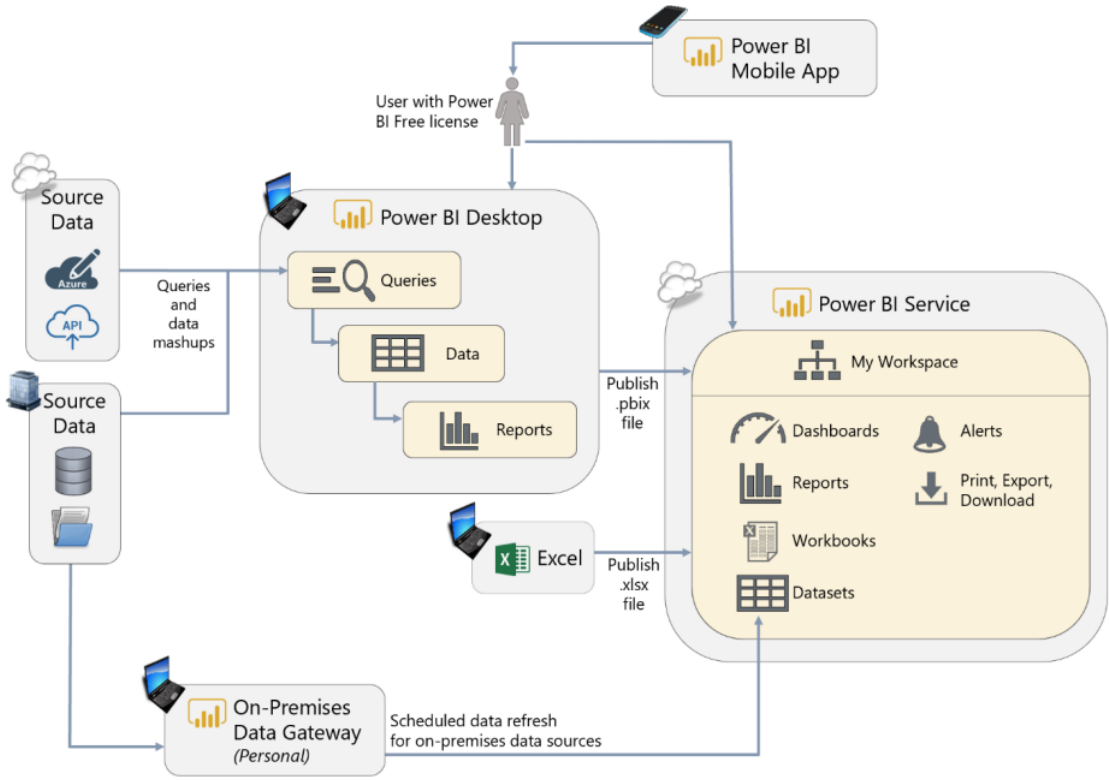 Power BI
Mobile App
User with Power
BI Free license
Source
Data
Azure
API
Queries
and
data
mashups
Power BI Desktop
Queries
Data
Reports
Source
Data
Power BI Service
My Workspace
Publish
.pbix
file
Dashboards
Alerts
Reports
Print, Export,
Download
Workbooks
Datasets
X
Excel
Publish
.xlsx
file
On-Premises
Data Gateway
(Personal)
Scheduled data refresh
for on-premises data sources